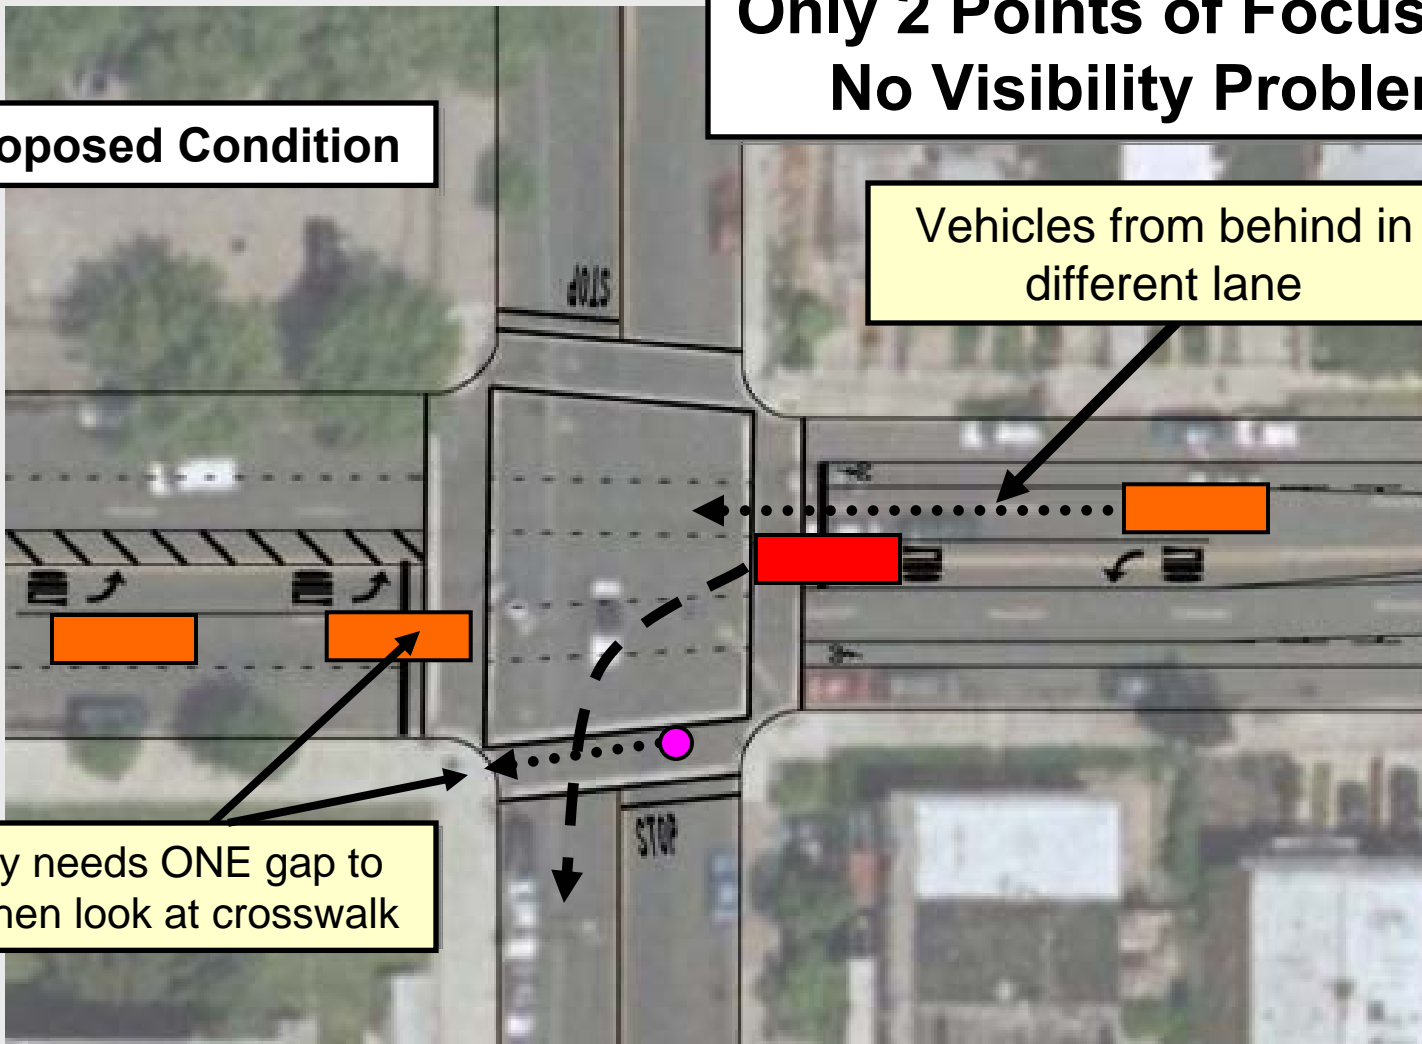 Only 2 Points of Focus
No Visibility Proble
oposed Condition
Vehicles from behind in
different lane
STOP
y needs ONE gap to
hen look at crosswalk
STOP